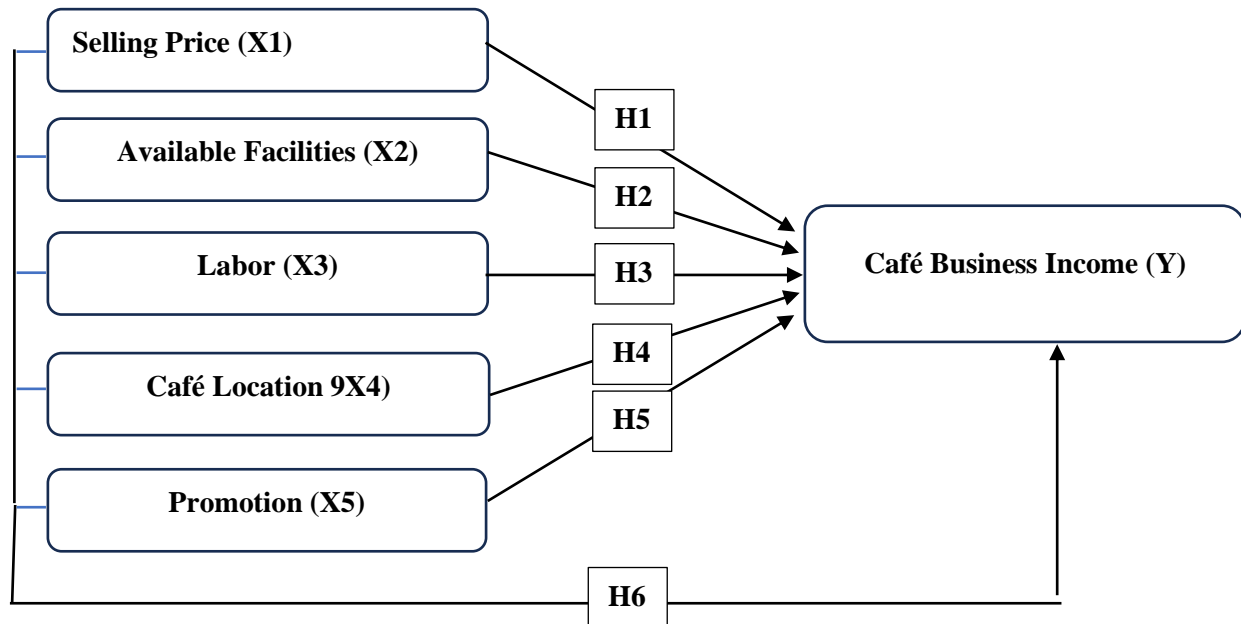 Selling Price (X1)
H1
Available Facilities (X2)
H2
Labor (X3)
H3
Café Business Income (Y)
H4
Café Location 9X4)
H5
Promotion (X5)
H6